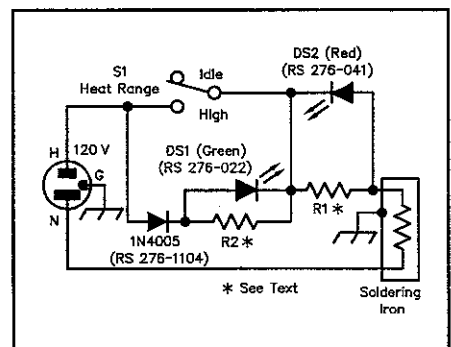 S1
Heat Range
Idle
High
DS2 (Red)
(RS 276-041)
H
120 V
G
N
DS1 (Green)
(RS 276-022)
1N4005
(RS 276-1104)
R2 *
R1 *
* See Text
Soldering
Iron